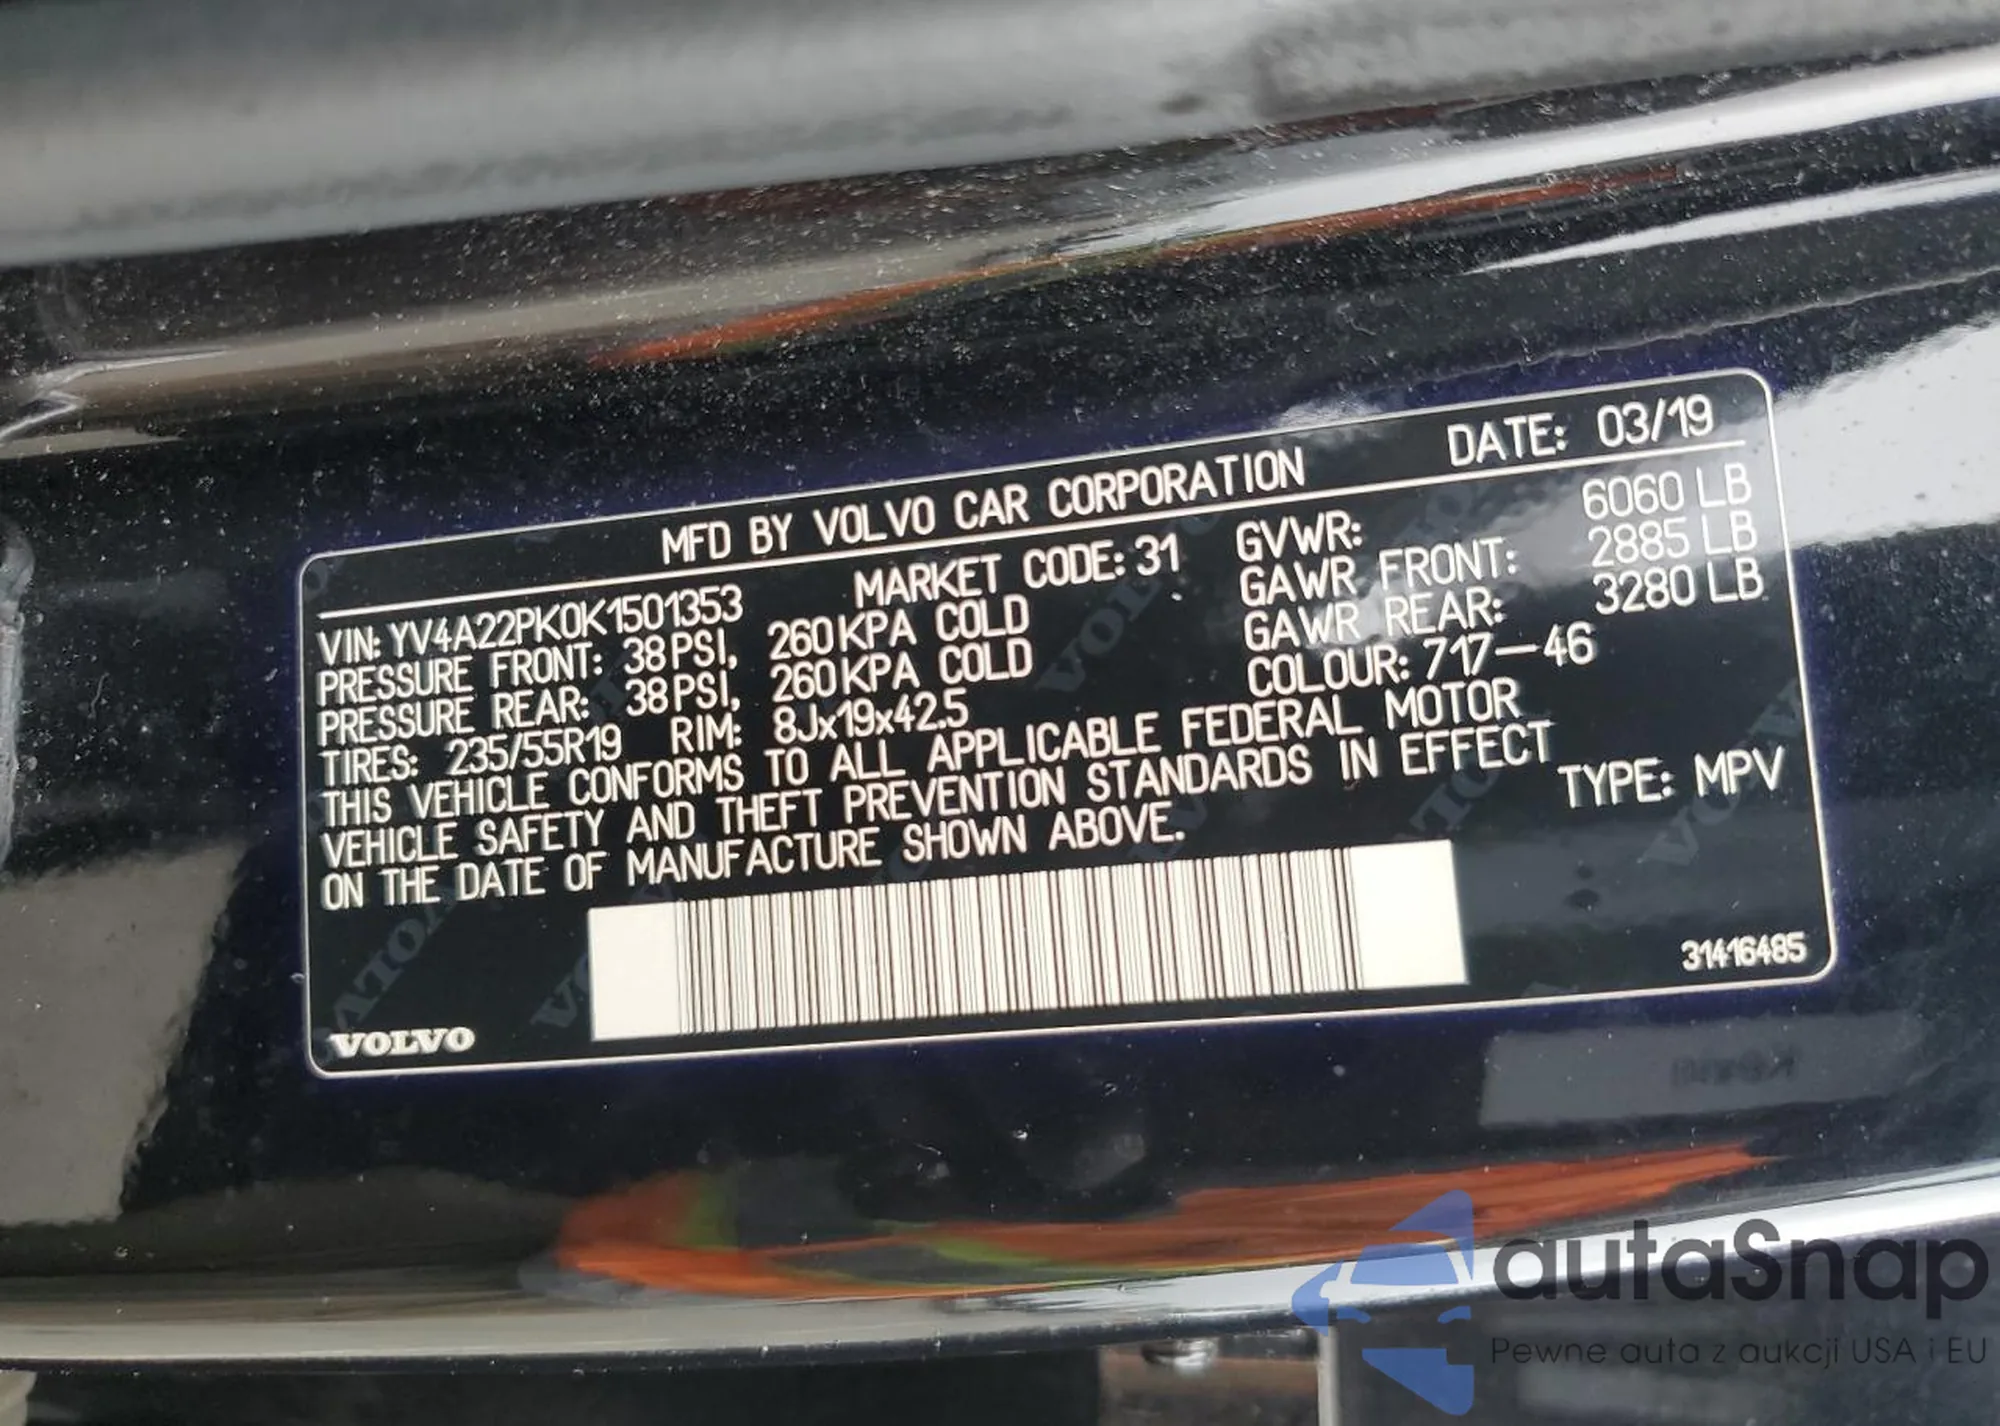 MFD BY VOLVO CAR CORPORATION DATE: 03/19
VIN: YV4A22PK0K1501353 MARKET CODE: 31 GVWR: 6060 LB
PRESSURE FRONT: 38 PSI, 260 KPA COLD GAWR FRONT: 2885 LB
PRESSURE REAR: 38 PSI, 260 KPA COLD GAWR REAR: 3280 LB
TIRES: 235/55R19 RIM: 8Jx19x42.5 COLOUR: 717-46
THIS VEHICLE CONFORMS TO ALL APPLICABLE FEDERAL MOTOR
VEHICLE SAFETY AND THEFT PREVENTION STANDARDS IN EFFECT
ON THE DATE OF MANUFACTURE SHOWN ABOVE. TYPE: MPV
31416485
VOLVO
autaSnap
Pewne auta z aukcji USA i EU